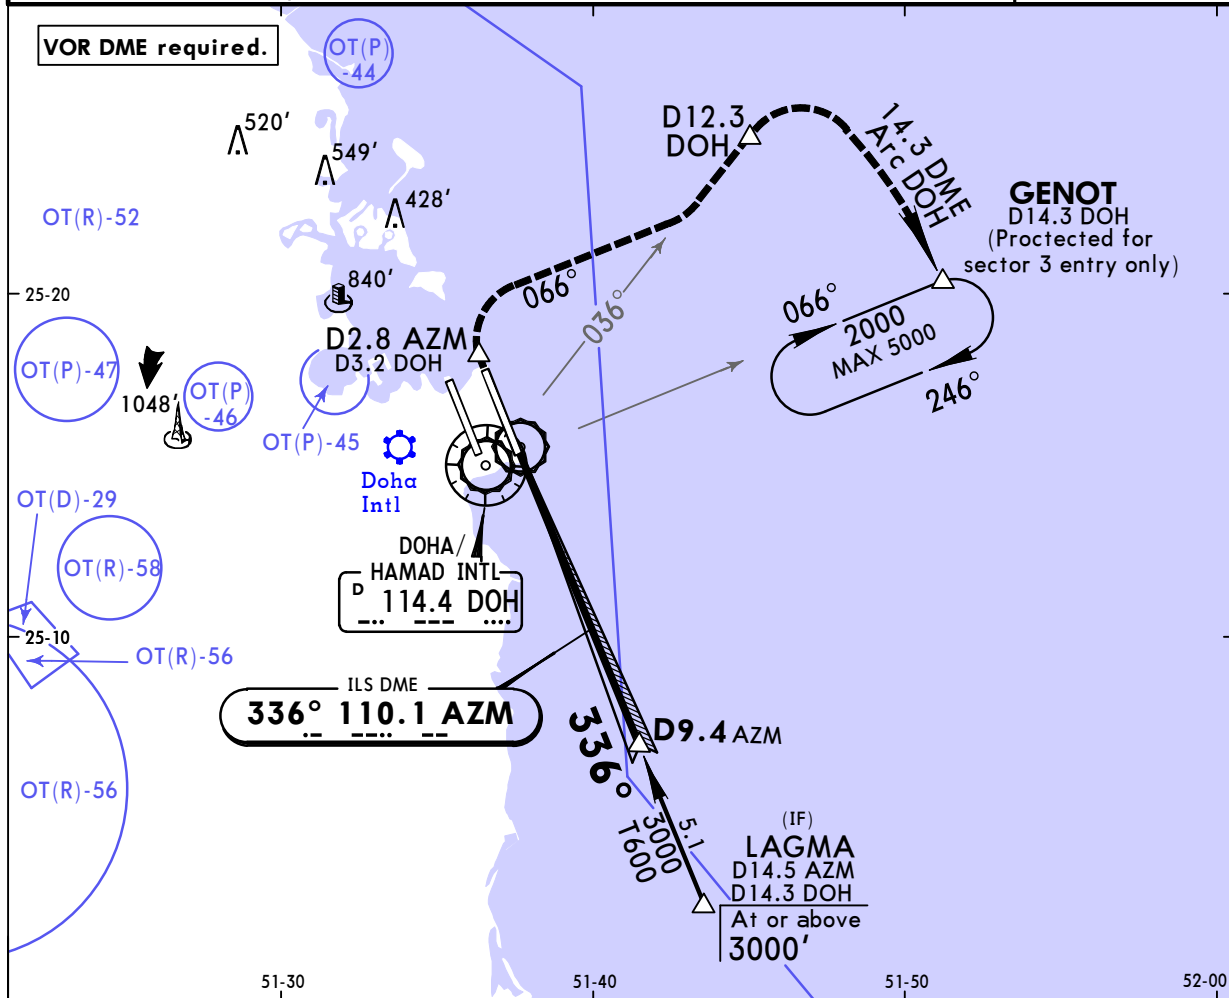 VOR DME required.
OT(P)
-44
520'
549'
428'
OT(R)-52
D12.3
DOH
14.3 DME
Arc DOH
GENOT
D14.3 DOH
(Proctected for
sector 3 entry only)
25-20
840'
066°
036°
066°
2000
MAX 5000
246°
D2.8 AZM
D3.2 DOH
OT(P)-47
1048'
OT(P)
-46
OT(P)-45
Doha
Intl
OT(D)-29
OT(R)-58
DOHA/
HAMAD INTL
D 114.4 DOH
25-10
OT(R)-56
ILS DME
336° 110.1 AZM
336°
D9.4 AZM
OT(R)-56
5.1
3000
T600
(IF)
LAGMA
D14.5 AZM
D14.3 DOH
At or above
3000'
51-30
51-40
51-50
52-00